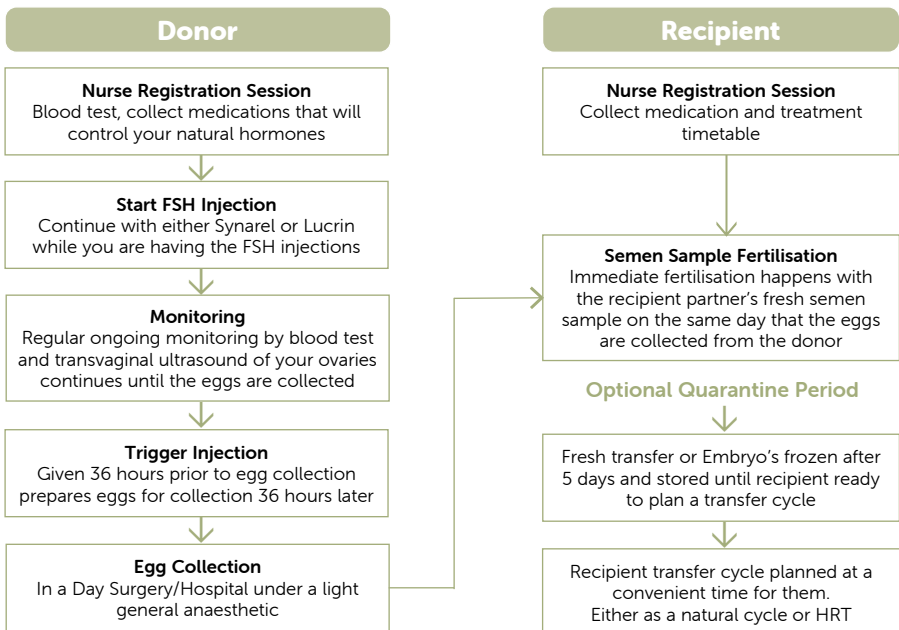 Donor
Nurse Registration Session
Blood test, collect medications that will
control your natural hormones
Start FSH Injection
Continue with either Synarel or Lucrin
while you are having the FSH injections
Monitoring
Regular ongoing monitoring by blood test
and transvaginal ultrasound of your ovaries
continues until the eggs are collected
Trigger Injection
Given 36 hours prior to egg collection
prepares eggs for collection 36 hours later
Egg Collection
In a Day Surgery/Hospital under a light
general anaesthetic
Recipient
Nurse Registration Session
Collect medication and treatment
timetable
Semen Sample Fertilisation
Immediate fertilisation happens with
the recipient partner's fresh semen
sample on the same day that the eggs
are collected from the donor
Optional Quarantine Period
Fresh transfer or Embryo's frozen after
5 days and stored until recipient ready
to plan a transfer cycle
Recipient transfer cycle planned at a
convenient time for them.
Either as a natural cycle or HRT